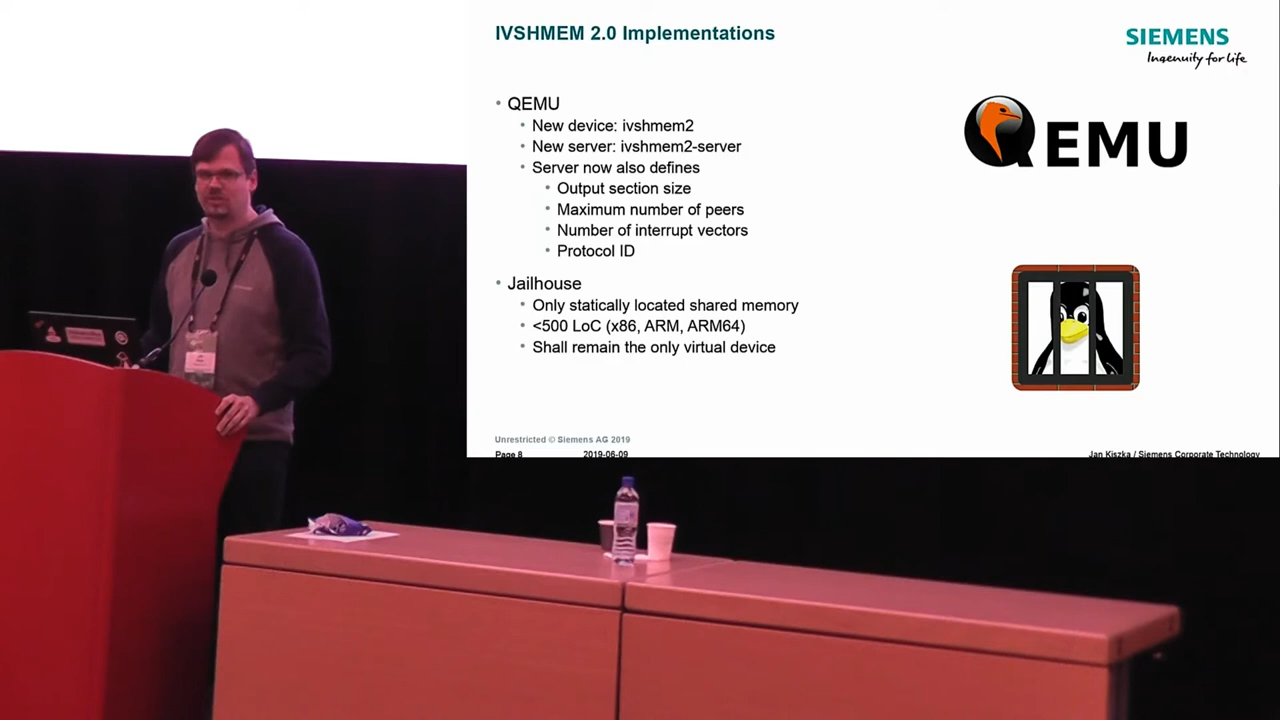 IVSHMEM 2.0 Implementations
SIEMENS
Ingenuity for life
• QEMU
• New device: ivshmem2
• New server: ivshmem2-server
• Server now also defines
• Output section size
• Maximum number of peers
• Number of interrupt vectors
• Protocol ID
QEMU
• Jailhouse
• Only statically located shared memory
• <500 LoC (x86, ARM, ARM64)
• Shall remain the only virtual device
Unrestricted © Siemens AG 2019
Page 8
2019-06-09
Jan Kiszka / Siemens Corporate Technology